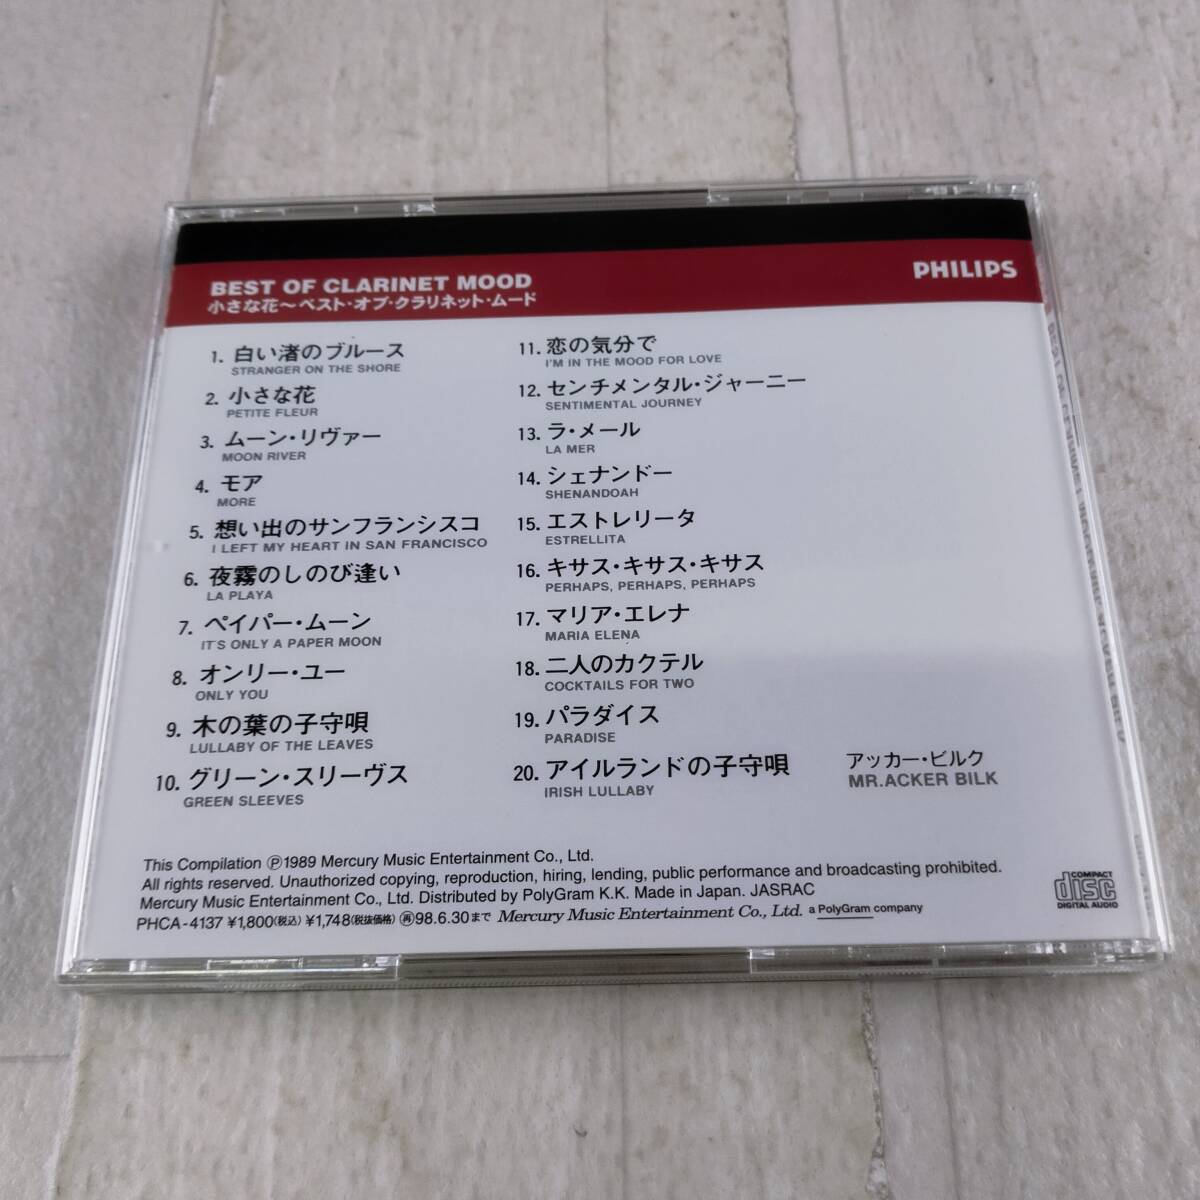 BEST OF CLARINET MOOD
小さな花〜ベスト・オブ・クラリネット・ムード
PHILIPS
1. 白い渚のブルース
STRANGER ON THE SHORE
2. 小さな花
PETITE FLEUR
3. ムーン・リヴァー
MOON RIVER
4. モア
MORE
5. 想い出のサンフランシスコ
I LEFT MY HEART IN SAN FRANCISCO
6. 夜霧のしのび逢い
LA PLAYA
7. ペイパー・ムーン
IT'S ONLY A PAPER MOON
8. オンリー・ユー
ONLY YOU
9. 木の葉の子守唄
LULLABY OF THE LEAVES
10. グリーン・スリーヴス
GREEN SLEEVES
11. 恋の気分で
I'M IN THE MOOD FOR LOVE
12. センチメンタル・ジャーニー
SENTIMENTAL JOURNEY
13. ラ・メール
LA MER
14. シェナンドー
SHENANDOAH
15. エストレリータ
ESTRELLITA
16. キサス・キサス・キサス
PERHAPS, PERHAPS, PERHAPS
17. マリア・エレナ
MARIA ELENA
18. 二人のカクテル
COCKTAILS FOR TWO
19. パラダイス
PARADISE
20. アイルランドの子守唄
IRISH LULLABY
アッカー・ビルク
MR.ACKER BILK
This Compilation Ⓟ1989 Mercury Music Entertainment Co., Ltd.
All rights reserved. Unauthorized copying, reproduction, hiring, lending, public performance and broadcasting prohibited.
Mercury Music Entertainment Co., Ltd. Distributed by PolyGram K.K. Made in Japan. JASRAC
PHCA-4137 ¥1,800(税込) ¥1,748(税抜価格) 再98.6.30まで Mercury Music Entertainment Co., Ltd. a PolyGram company
COMPACT
disc
DIGITAL AUDIO